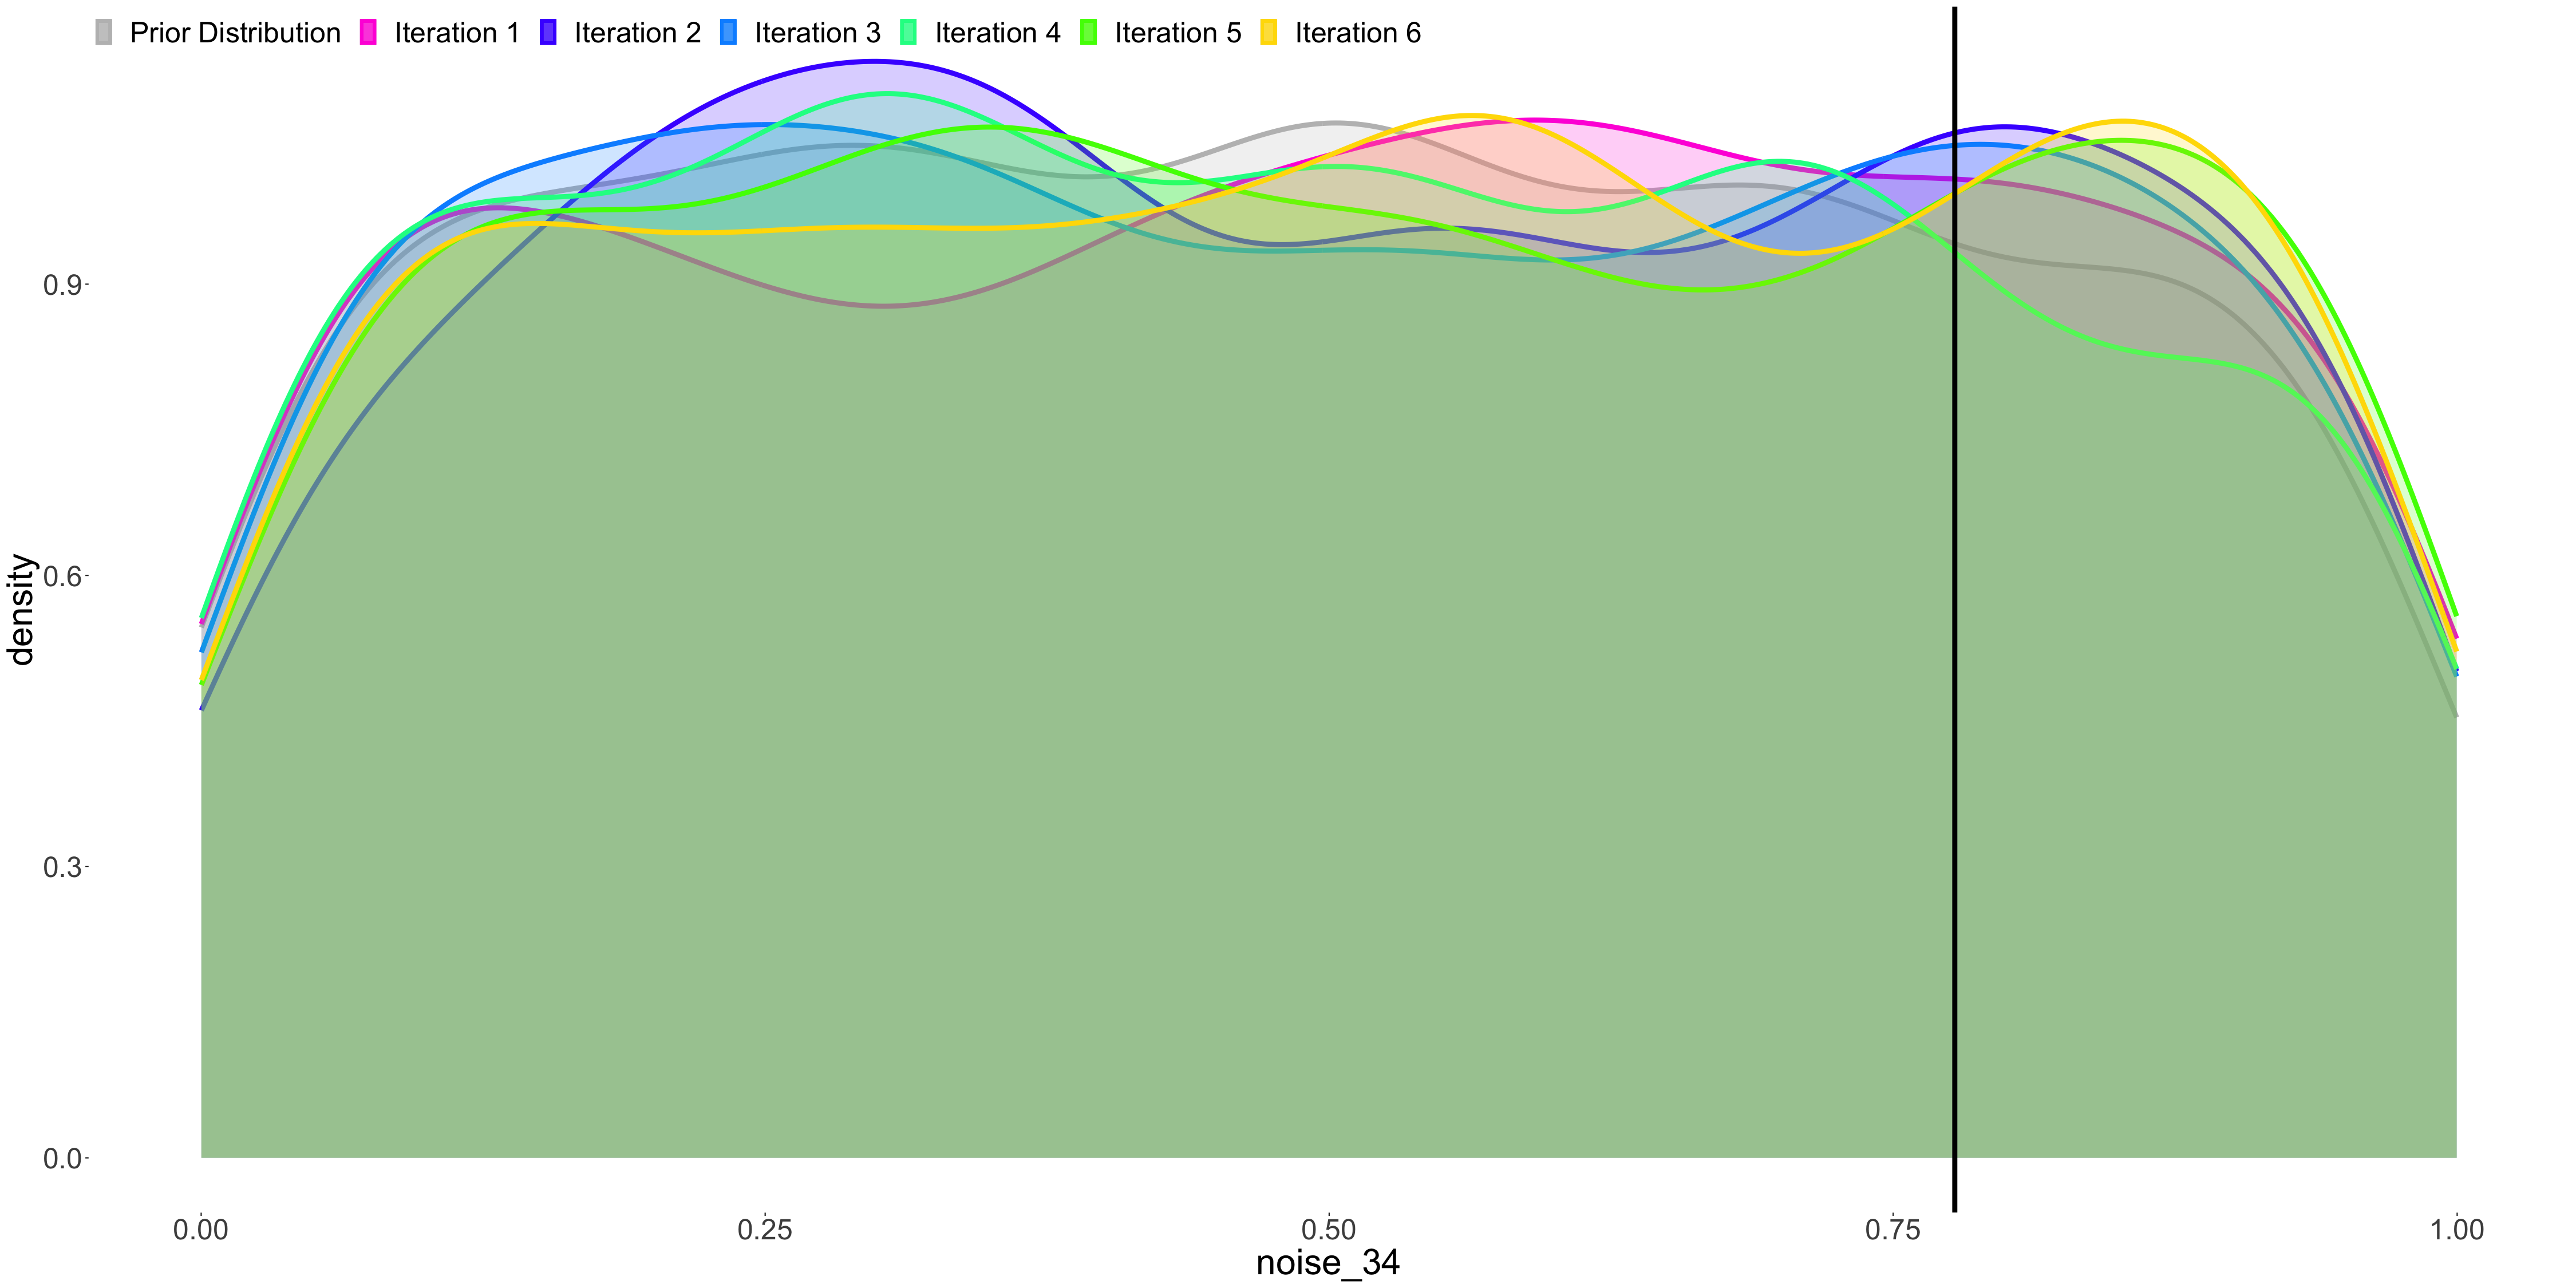 Prior Distribution Iteration 1 Iteration 2 Iteration 3 Iteration 4 Iteration 5 Iteration 6
density
0.9
0.6
0.3
0.0
0.00 0.25 0.50 0.75 1.00
noise_34